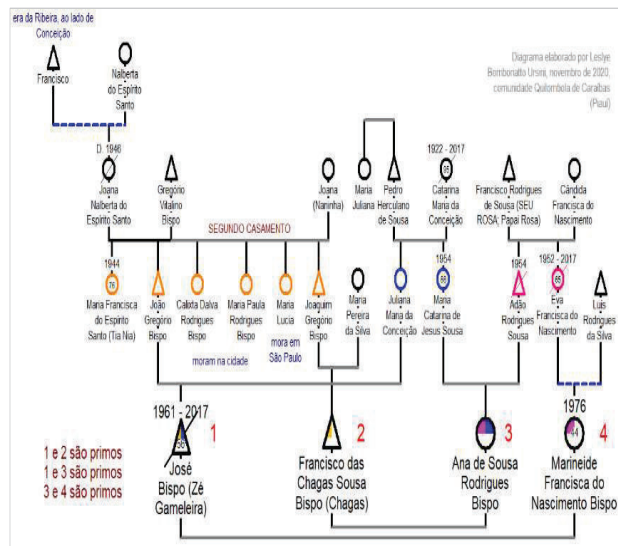 era da Ribeira, ao lado de
Conceição
Francisco
Nalberta
do Espírito
Santo
Diagrama elaborado por Leslye
Bombonatto Ursini, novembro de 2020,
comunidade Quilombola de Caraíbas
(Piauí)
D. 1946
1922 - 2017
95
Joana
Nalberta do
Espírito Santo
Gregório
Vitalino
Bispo
Joana
(Naninha)
Maria
Juliana
Pedro
Herculano
de Sousa
Catarina
Maria da
Conceição
Francisco Rodrigues
de Sousa (SEU
ROSA; Papai Rosa)
Cândida
Francisca do
Nascimento
SEGUNDO CASAMENTO
1944
1954
1954
1952 - 2017
76
66
65
Maria Francisca
do Espírito
Santo (Tia Nia)
João
Gregório
Bispo
Calixta Dalva
Rodrigues
Bispo
Maria Paula
Rodrigues
Bispo
Maria
Lucia
Joaquim
Gregório
Bispo
Maria
Pereira
da Silva
Juliana
Maria da
Conceição
Maria
Catarina de
Jesus Sousa
Adão
Rodrigues
Sousa
Eva
Francisca do
Nascimento
Luis
Rodrigues
da Silva
moram na cidade
mora em
São Paulo
1961 - 2017
1976
56
1
2
3
44
4
1 e 2 são primos
1 e 3 são primos
3 e 4 são primos
José
Bispo (Zé
Gameleira)
Francisco das
Chagas Sousa
Bispo (Chagas)
Ana de Sousa
Rodrigues
Bispo
Marineide
Francisca do
Nascimento Bispo